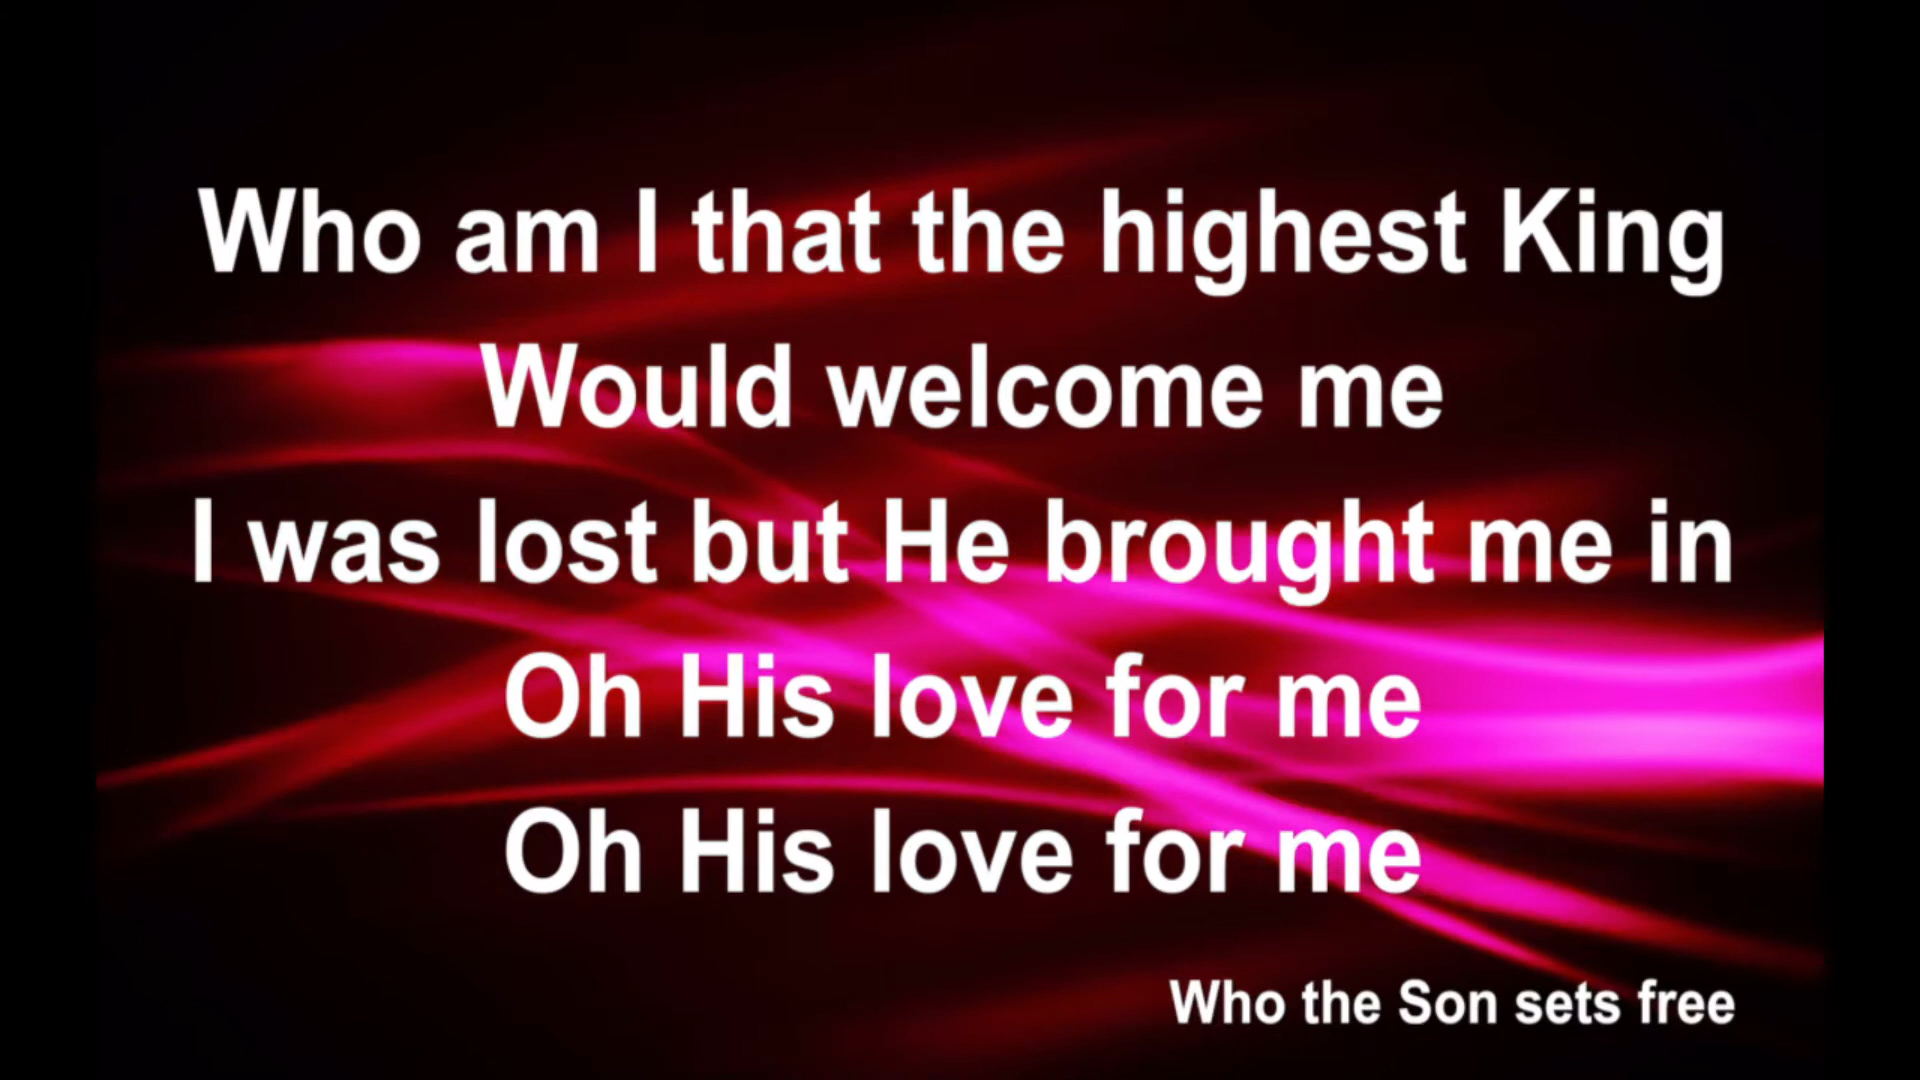 Who am I that the highest King
Would welcome me
I was lost but He brought me in
Oh His love for me
Oh His love for me
Who the Son sets free